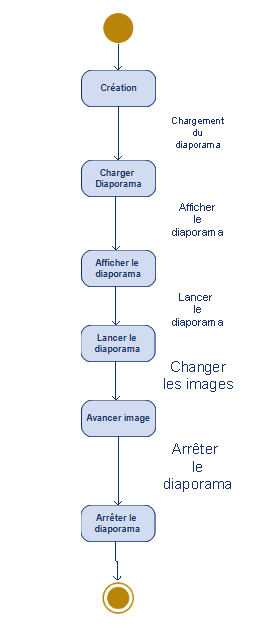 Création
Chargement
du
diaporama
Charger
Diaporama
Afficher
le
diaporama
Afficher le
diaporama
Lancer
le
diaporama
Lancer le
diaporama
Changer
les images
Avancer image
Arrêter
le
diaporama
Arrêter le
diaporama